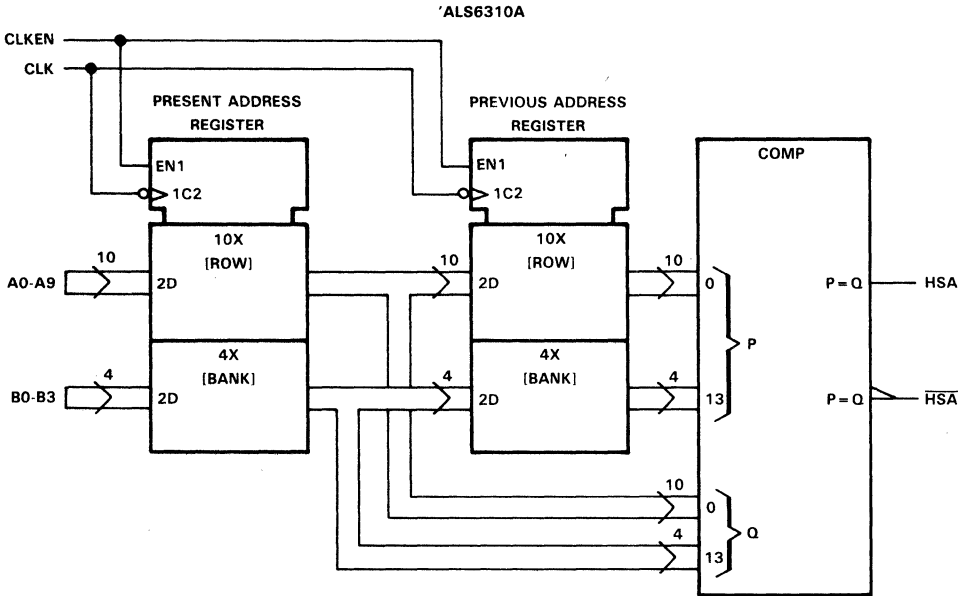 'ALS6310A
CLKEN
CLK
PRESENT ADDRESS
REGISTER
PREVIOUS ADDRESS
REGISTER
COMP
EN1
1C2
EN1
1C2
10X
[ROW]
10X
[ROW]
A0-A9
10
2D
10
2D
10
0
P=Q
HSA
P
4X
[BANK]
4X
[BANK]
B0-B3
4
2D
4
2D
4
13
P=Q
H̅S̅A̅
10
0
Q
4
13